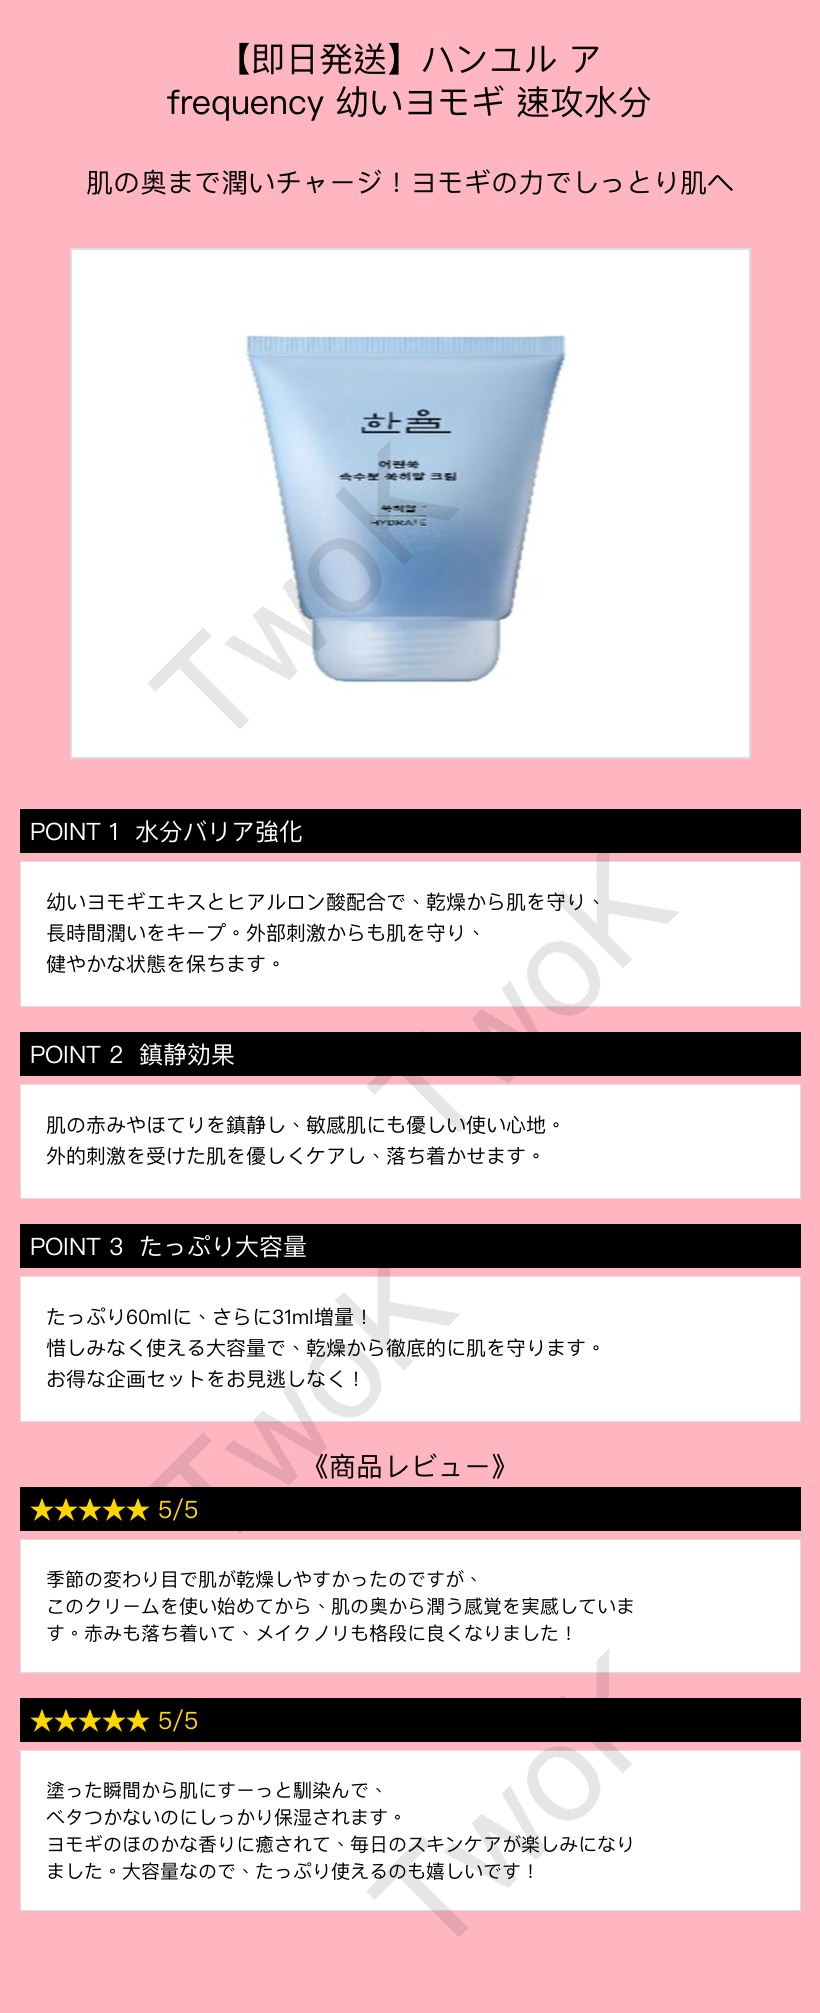 【即日発送】ハンユル ア
frequency 幼いヨモギ 速攻水分
肌の奥まで潤いチャージ！ヨモギの力でしっとり肌へ
한율
어린쑥
속수분 쑥히알 크림
쑥히알
HYDRATE
TwoK
POINT 1 水分バリア強化
幼いヨモギエキスとヒアルロン酸配合で、乾燥から肌を守り、
長時間潤いをキープ。外部刺激からも肌を守り、
健やかな状態を保ちます。
TwoK
POINT 2 鎮静効果
肌の赤みやほてりを鎮静し、敏感肌にも優しい使い心地。
外的刺激を受けた肌を優しくケアし、落ち着かせます。
POINT 3 たっぷり大容量
たっぷり60mlに、さらに31ml増量！
惜しみなく使える大容量で、乾燥から徹底的に肌を守ります。
お得な企画セットをお見逃しなく！
TwoK
《商品レビュー》
★★★★★ 5/5
季節の変わり目で肌が乾燥しやすかったのですが、
このクリームを使い始めてから、肌の奥から潤う感覚を実感していま
す。赤みも落ち着いて、メイクノリも格段に良くなりました！
★★★★★ 5/5
塗った瞬間から肌にすーっと馴染んで、
ベタつかないのにしっかり保湿されます。
ヨモギのほのかな香りに癒されて、毎日のスキンケアが楽しみになり
ました。大容量なので、たっぷり使えるのも嬉しいです！
TwoK